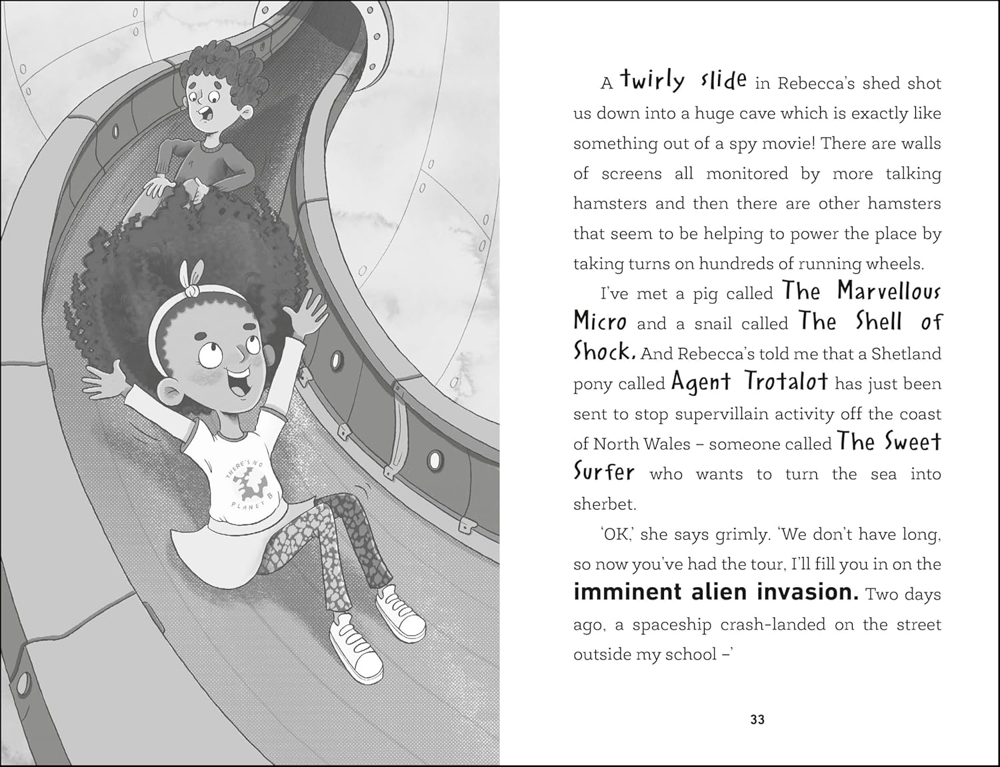 THERE'S NO
PLANET B
A twirly slide in Rebecca's shed shot
us down into a huge cave which is exactly like
something out of a spy movie! There are walls
of screens all monitored by more talking
hamsters and then there are other hamsters
that seem to be helping to power the place by
taking turns on hundreds of running wheels.
I've met a pig called The Marvellous
Micro and a snail called The Shell of
Shock. And Rebecca's told me that a Shetland
pony called Agent Trotalot has just been
sent to stop supervillain activity off the coast
of North Wales – someone called The Sweet
Surfer who wants to turn the sea into
sherbet.
‘OK,’ she says grimly. ‘We don't have long,
so now you've had the tour, I'll fill you in on the
imminent alien invasion. Two days
ago, a spaceship crash-landed on the street
outside my school –’
33